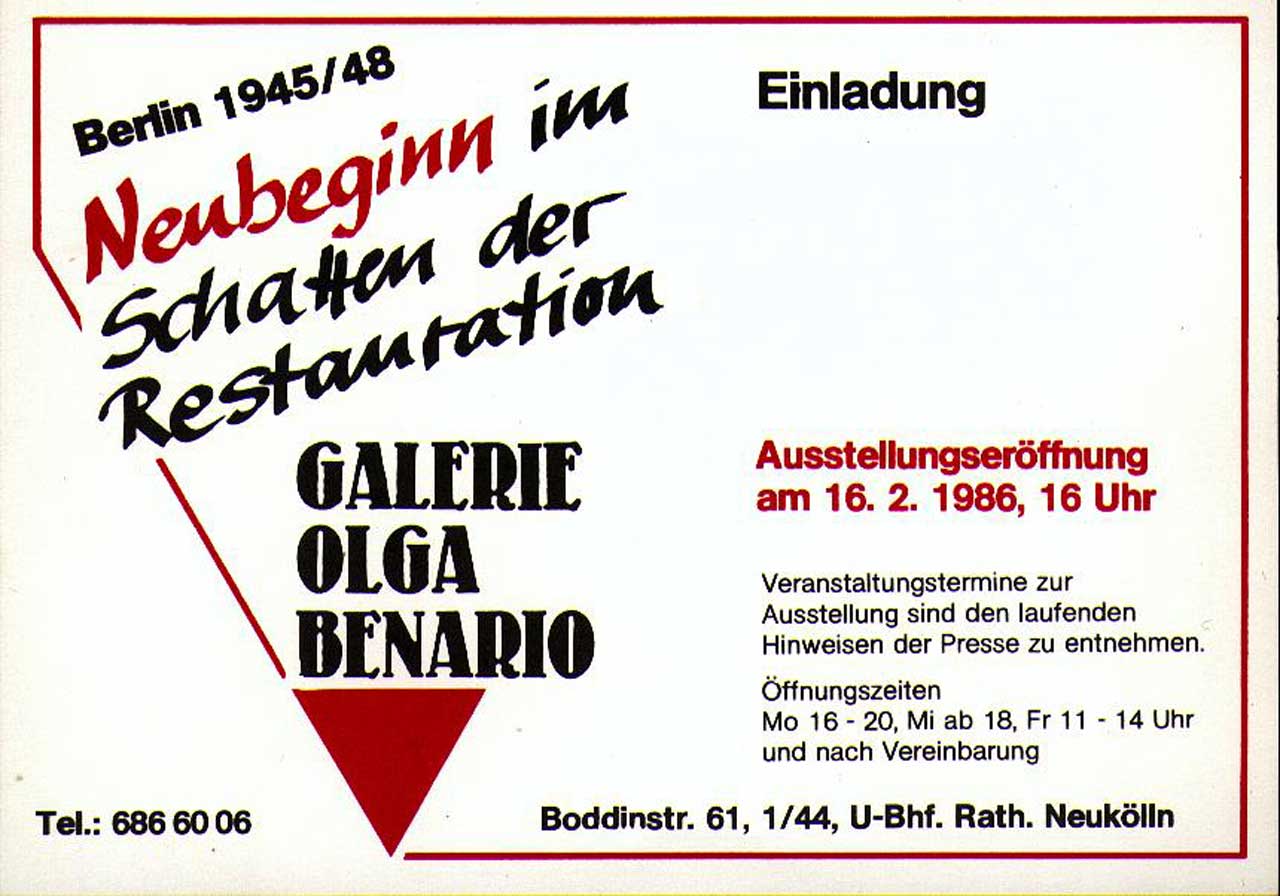 Berlin 1945/48
Neubeginn im
Schatten der
Restauration
GALERIE
OLGA
BENARIO
Tel.: 686 60 06
Einladung
Ausstellungseröffnung
am 16. 2. 1986, 16 Uhr
Veranstaltungstermine zur
Ausstellung sind den laufenden
Hinweisen der Presse zu entnehmen.
Öffnungszeiten
Mo 16 - 20, Mi ab 18, Fr 11 - 14 Uhr
und nach Vereinbarung
Boddinstr. 61, 1/44, U-Bhf. Rath. Neukölln